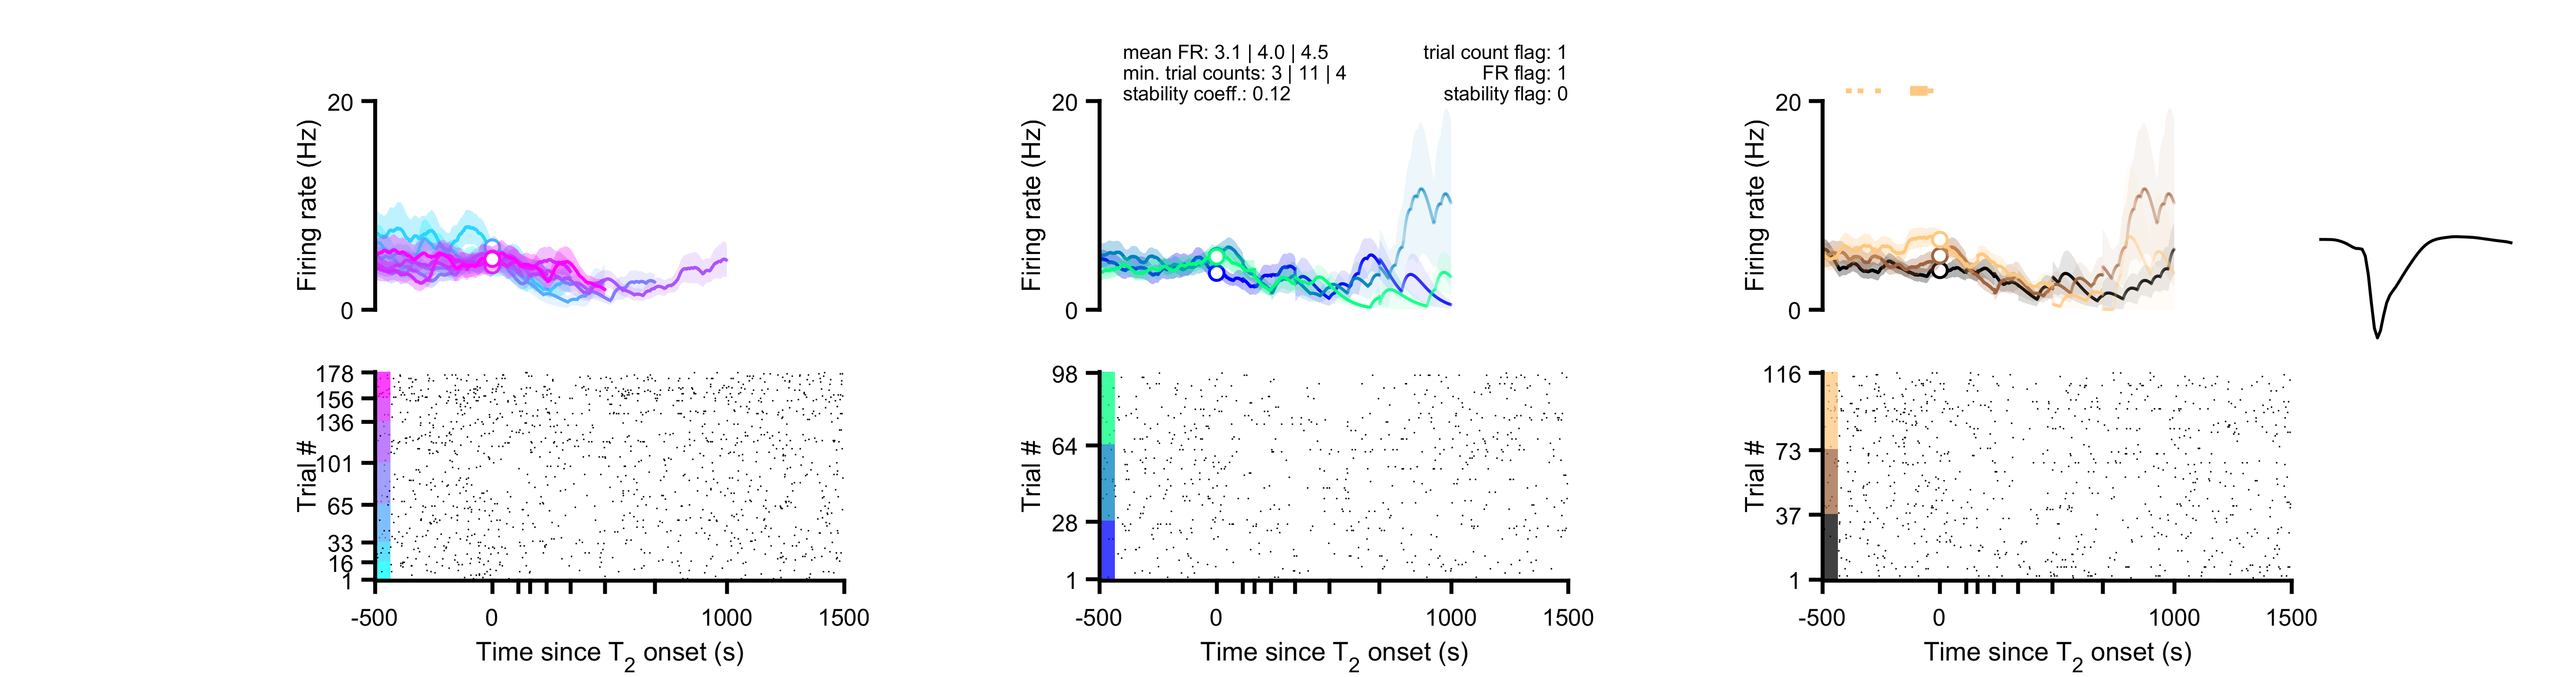 mean FR: 3.1 | 4.0 | 4.5
min. trial counts: 3 | 11 | 4
stability coeff.: 0.12
trial count flag: 1
FR flag: 1
stability flag: 0
20
0
Firing rate (Hz)
20
0
Firing rate (Hz)
20
0
Firing rate (Hz)
178
156
136
101
65
33
16
1
Trial #
-500
0
1000
1500
Time since T2 onset (s)
98
64
28
1
Trial #
-500
0
1000
1500
Time since T2 onset (s)
116
73
37
1
Trial #
-500
0
1000
1500
Time since T2 onset (s)